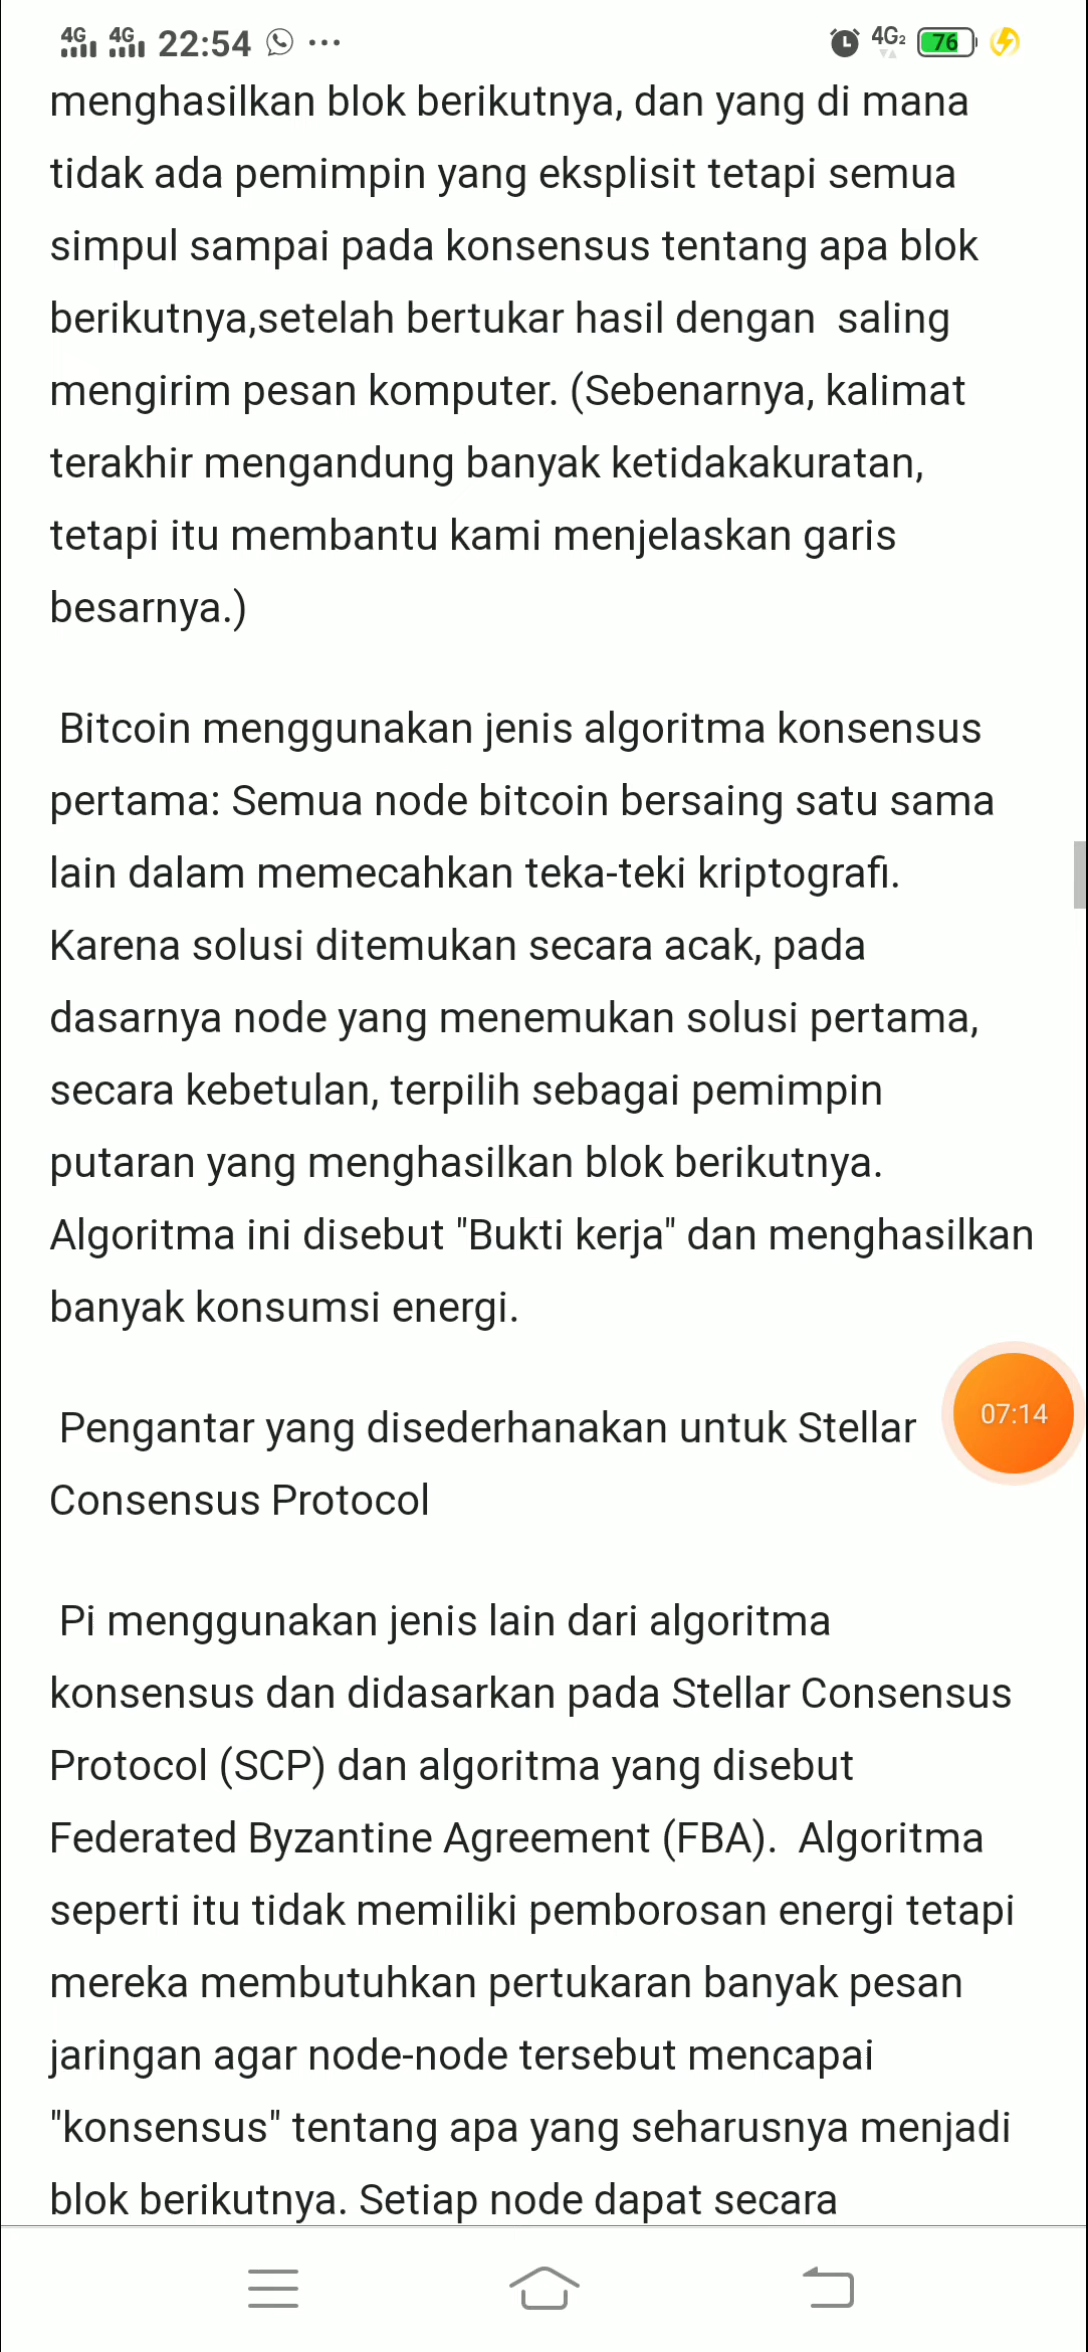 4G 4G 22:54 ... 4G2 76
menghasilkan blok berikutnya, dan yang di mana
tidak ada pemimpin yang eksplisit tetapi semua
simpul sampai pada konsensus tentang apa blok
berikutnya,setelah bertukar hasil dengan  saling
mengirim pesan komputer. (Sebenarnya, kalimat
terakhir mengandung banyak ketidakakuratan,
tetapi itu membantu kami menjelaskan garis
besarnya.)
Bitcoin menggunakan jenis algoritma konsensus
pertama: Semua node bitcoin bersaing satu sama
lain dalam memecahkan teka-teki kriptografi.
Karena solusi ditemukan secara acak, pada
dasarnya node yang menemukan solusi pertama,
secara kebetulan, terpilih sebagai pemimpin
putaran yang menghasilkan blok berikutnya.
Algoritma ini disebut "Bukti kerja" dan menghasilkan
banyak konsumsi energi.
Pengantar yang disederhanakan untuk Stellar
07:14
Consensus Protocol
Pi menggunakan jenis lain dari algoritma
konsensus dan didasarkan pada Stellar Consensus
Protocol (SCP) dan algoritma yang disebut
Federated Byzantine Agreement (FBA).  Algoritma
seperti itu tidak memiliki pemborosan energi tetapi
mereka membutuhkan pertukaran banyak pesan
jaringan agar node-node tersebut mencapai
"konsensus" tentang apa yang seharusnya menjadi
blok berikutnya. Setiap node dapat secara